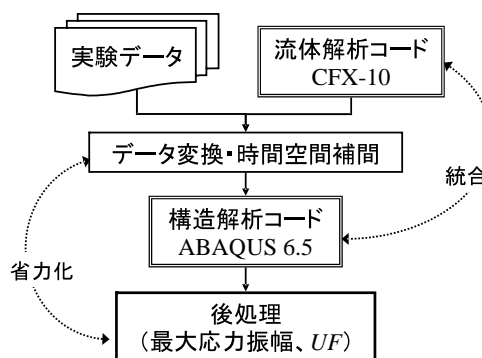 実験データ
流体解析コード
CFX-10
データ変換・時間空間補間
統合
構造解析コード
ABAQUS 6.5
省力化
後処理
(最大応力振幅、UF)